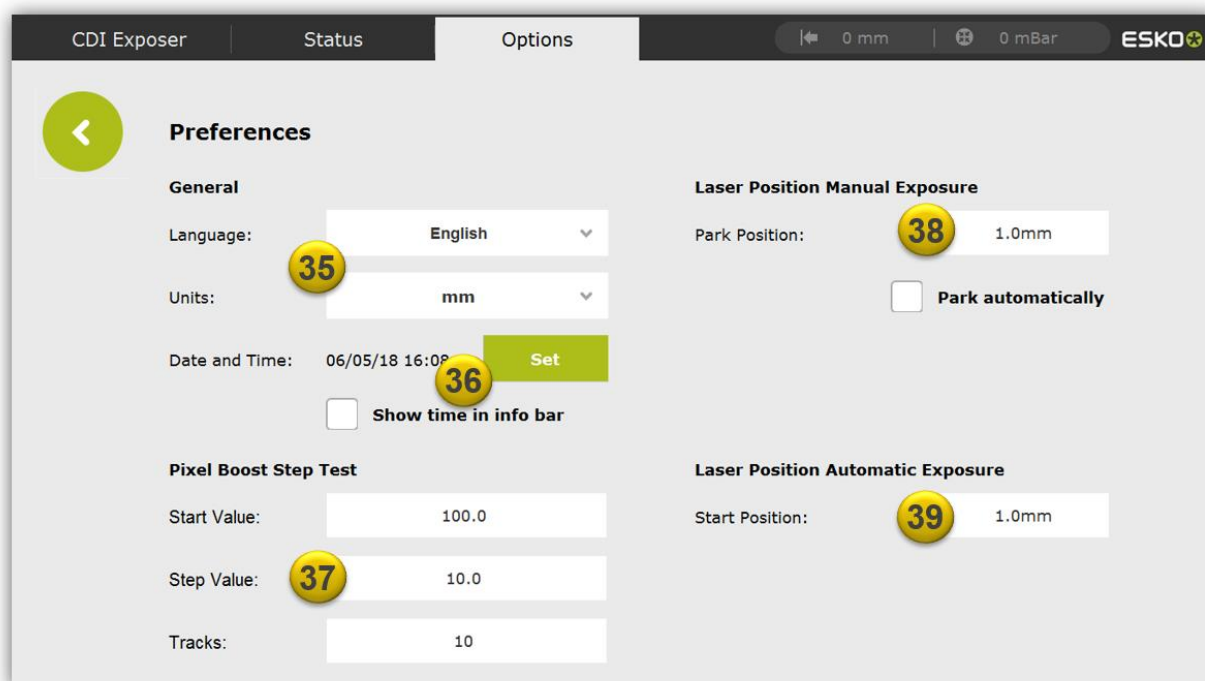 CDI Exposer Status Options 0 mm 0 mBar ESKO
Preferences
General
Language: English
35
Units: mm
Date and Time: 06/05/18 16:08 Set
36
Show time in info bar
Pixel Boost Step Test
Start Value: 100.0
Step Value: 37 10.0
Tracks: 10
Laser Position Manual Exposure
Park Position: 38 1.0mm
Park automatically
Laser Position Automatic Exposure
Start Position: 39 1.0mm